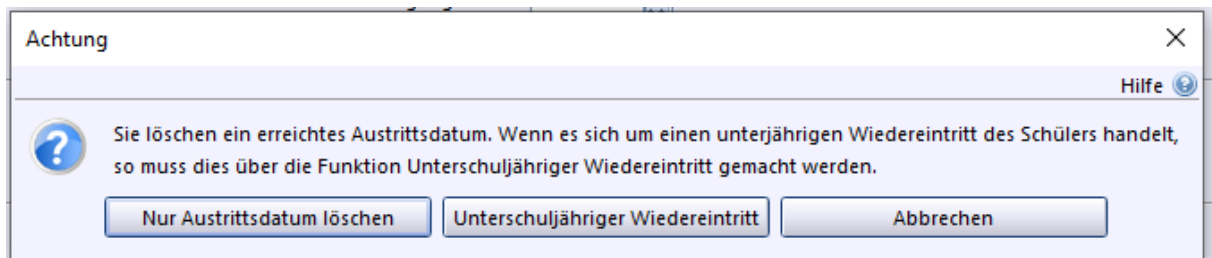 Achtung
Hilfe
Sie löschen ein erreichtes Austrittsdatum. Wenn es sich um einen unterjährigen Wiedereintritt des Schülers handelt,
so muss dies über die Funktion Unterschuljähriger Wiedereintritt gemacht werden.
Nur Austrittsdatum löschen Unterschuljähriger Wiedereintritt Abbrechen